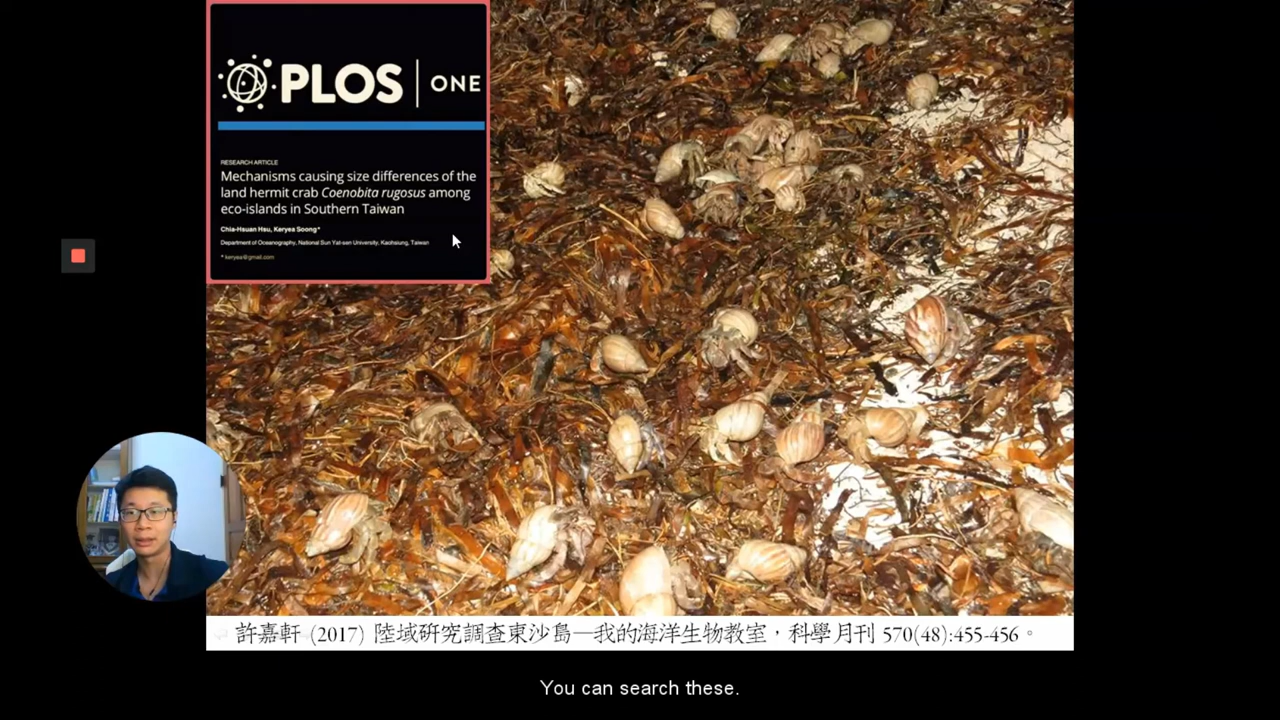 PLOS ONE
RESEARCH ARTICLE
Mechanisms causing size differences of the
land hermit crab Coenobita rugosus among
eco-islands in Southern Taiwan
Chia-Hsuan Hsu, Keryea Soong*
Department of Oceanography, National Sun Yat-sen University, Kaohsiung, Taiwan
* keryea@gmail.com
許嘉軒 (2017) 陸域研究調查東沙島—我的海洋生物教室，科學月刊 570(48):455-456。
You can search these.